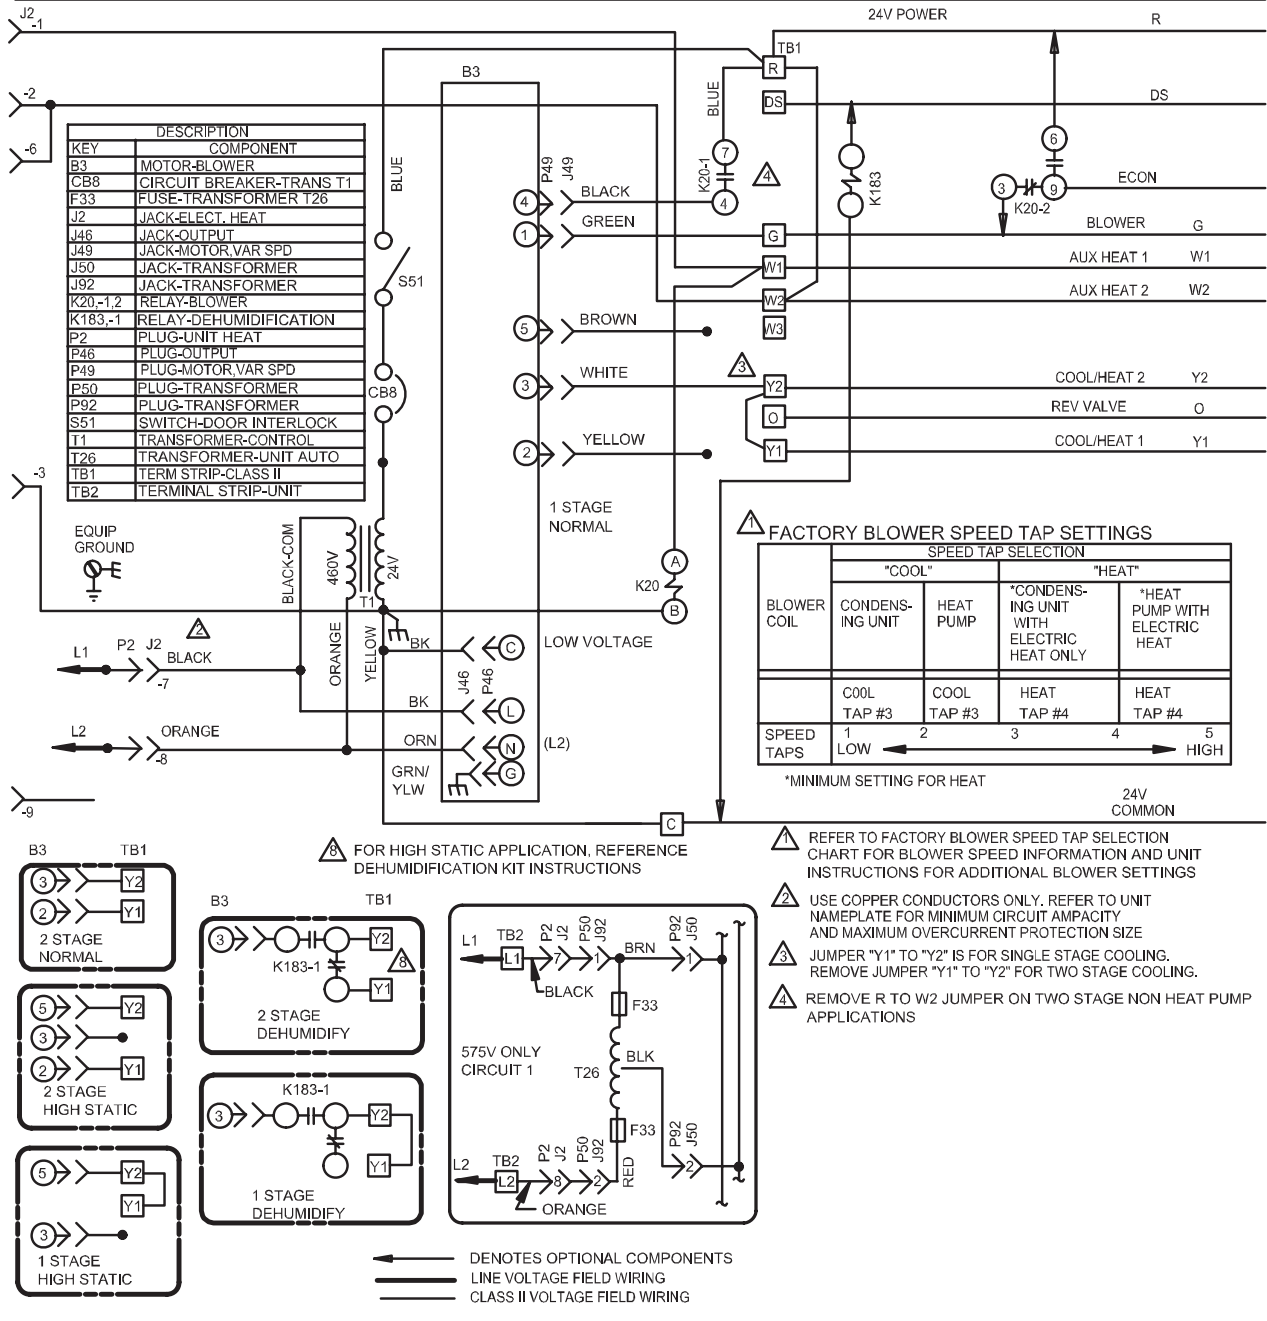 J2
-1
24V POWER
R
TB1
R
B3
-2
DS
DS
BLUE
DESCRIPTION
KEY COMPONENT
B3 MOTOR-BLOWER
CB8 CIRCUIT BREAKER-TRANS T1
F33 FUSE-TRANSFORMER T26
J2 JACK-ELECT. HEAT
J46 JACK-OUTPUT
J49 JACK-MOTOR,VAR SPD
J50 JACK-TRANSFORMER
J92 JACK-TRANSFORMER
K20,-1,2 RELAY-BLOWER
K183,-1 RELAY-DEHUMIDIFICATION
P2 PLUG-UNIT HEAT
P46 PLUG-OUTPUT
P49 PLUG-MOTOR,VAR SPD
P50 PLUG-TRANSFORMER
P92 PLUG-TRANSFORMER
S51 SWITCH-DOOR INTERLOCK
T1 TRANSFORMER-CONTROL
T26 TRANSFORMER-UNIT AUTO
TB1 TERM STRIP-CLASS II
TB2 TERMINAL STRIP-UNIT
-6
BLUE
S51
CB8
P49
J49
4
BLACK
1
GREEN
5
BROWN
3
WHITE
2
YELLOW
7
K20-1
4
4
K183
6
3
9
K20-2
ECON
G
BLOWER G
W1
AUX HEAT 1 W1
W2
AUX HEAT 2 W2
W3
3
Y2
COOL/HEAT 2 Y2
O
REV VALVE O
Y1
COOL/HEAT 1 Y1
-3
1 STAGE
NORMAL
EQUIP
GROUND
BLACK-COM
460V
24V
T1
A
K20
B
1
FACTORY BLOWER SPEED TAP SETTINGS
SPEED TAP SELECTION
"COOL" "HEAT"
BLOWER
COIL
CONDENS-
ING UNIT
HEAT
PUMP
*CONDENS-
ING UNIT
WITH
ELECTRIC
HEAT ONLY
*HEAT
PUMP WITH
ELECTRIC
HEAT
C00L COOL HEAT HEAT
TAP #3 TAP #3 TAP #4 TAP #4
SPEED
TAPS
1 2 3 4 5
LOW HIGH
*MINIMUM SETTING FOR HEAT
2
L1
P2 J2
BLACK
-7
ORANGE
YELLOW
BK
C
LOW VOLTAGE
J46
P46
BK
L
L2
ORANGE
-8
ORN
N
(L2)
GRN/
YLW
G
-9
C
24V
COMMON
8
FOR HIGH STATIC APPLICATION, REFERENCE
DEHUMIDIFICATION KIT INSTRUCTIONS
1
REFER TO FACTORY BLOWER SPEED TAP SELECTION
CHART FOR BLOWER SPEED INFORMATION AND UNIT
INSTRUCTIONS FOR ADDITIONAL BLOWER SETTINGS
2
USE COPPER CONDUCTORS ONLY. REFER TO UNIT
NAMEPLATE FOR MINIMUM CIRCUIT AMPACITY
AND MAXIMUM OVERCURRENT PROTECTION SIZE
3
JUMPER "Y1" TO "Y2" IS FOR SINGLE STAGE COOLING.
REMOVE JUMPER "Y1" TO "Y2" FOR TWO STAGE COOLING.
4
REMOVE R TO W2 JUMPER ON TWO STAGE NON HEAT PUMP
APPLICATIONS
B3 TB1
3 Y2
2 Y1
2 STAGE
NORMAL
5 Y2
3
2 Y1
2 STAGE
HIGH STATIC
5 Y2
Y1
3
1 STAGE
HIGH STATIC
B3 TB1
3 Y2
K183-1
8
Y1
2 STAGE
DEHUMIDIFY
K183-1
3 Y2
Y1
1 STAGE
DEHUMIFY
L1
TB2
L1
P2
J2
7
P50
J92
1
BRN
P92
J50
1
BLACK
F33
575V ONLY
CIRCUIT 1
T26
BLK
F33
P92
J50
2
L2
TB2
L2
P2
J2
8
P50
J92
2
RED
ORANGE
DENOTES OPTIONAL COMPONENTS
LINE VOLTAGE FIELD WIRING
CLASS II VOLTAGE FIELD WIRING